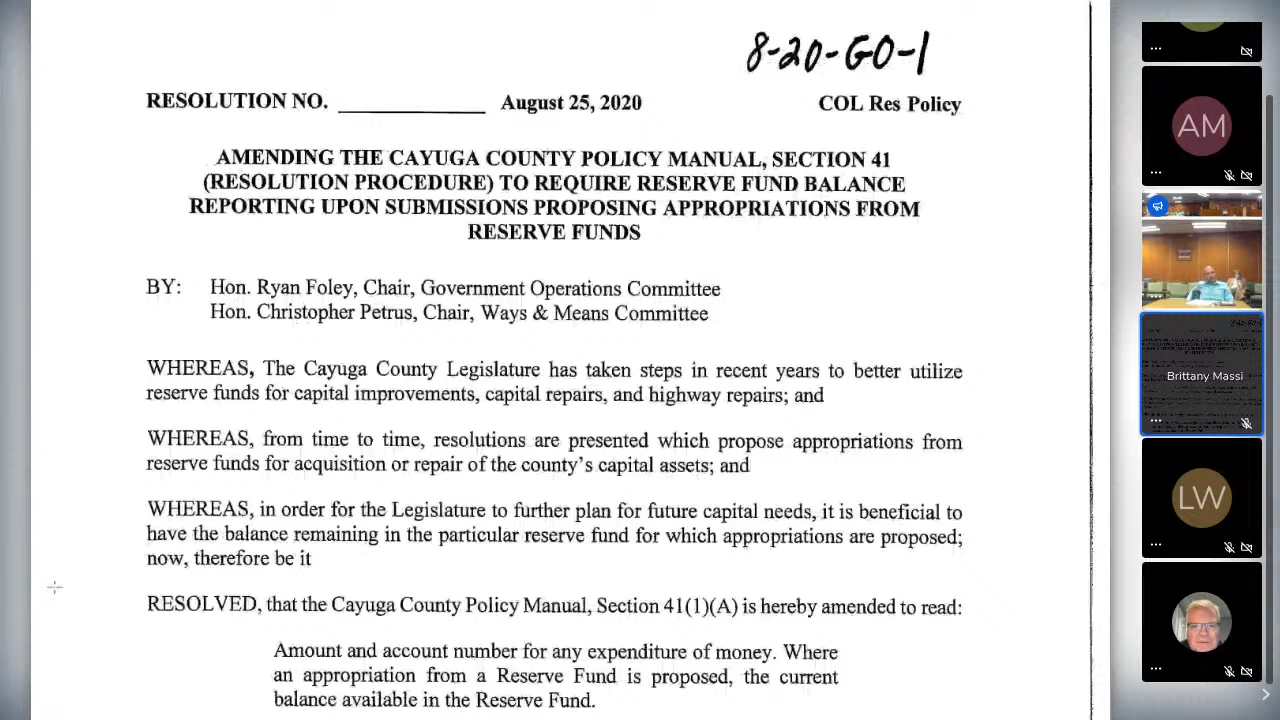 8-20-GO-1
RESOLUTION NO. ____________ August 25, 2020 COL Res Policy
AMENDING THE CAYUGA COUNTY POLICY MANUAL, SECTION 41
(RESOLUTION PROCEDURE) TO REQUIRE RESERVE FUND BALANCE
REPORTING UPON SUBMISSIONS PROPOSING APPROPRIATIONS FROM
RESERVE FUNDS
BY: Hon. Ryan Foley, Chair, Government Operations Committee
Hon. Christopher Petrus, Chair, Ways & Means Committee
WHEREAS, The Cayuga County Legislature has taken steps in recent years to better utilize
reserve funds for capital improvements, capital repairs, and highway repairs; and
WHEREAS, from time to time, resolutions are presented which propose appropriations from
reserve funds for acquisition or repair of the county's capital assets; and
WHEREAS, in order for the Legislature to further plan for future capital needs, it is beneficial to
have the balance remaining in the particular reserve fund for which appropriations are proposed;
now, therefore be it
RESOLVED, that the Cayuga County Policy Manual, Section 41(1)(A) is hereby amended to read:
Amount and account number for any expenditure of money. Where
an appropriation from a Reserve Fund is proposed, the current
balance available in the Reserve Fund.
AM
Brittany Massi
LW